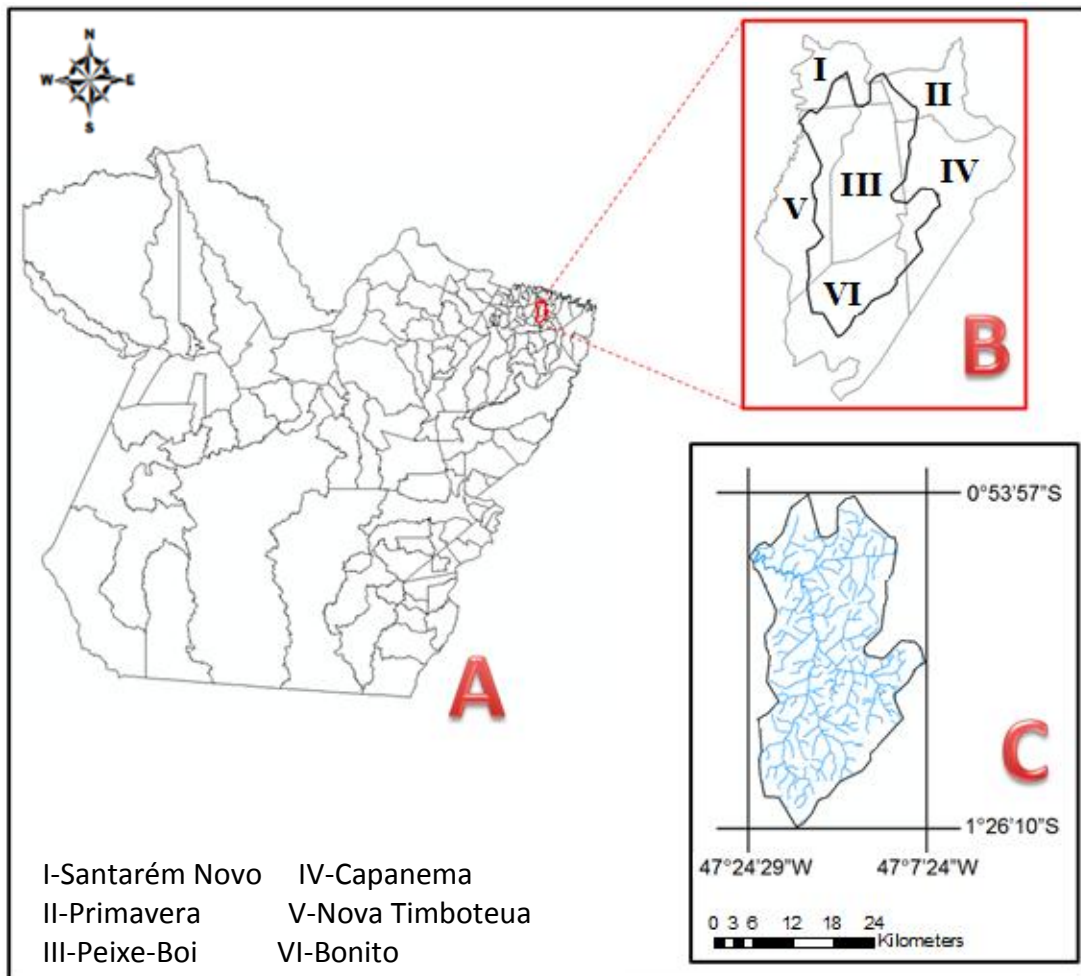 N
W E
S
I
II
IV
III
V
VI
B
A
0°53'57"S
C
1°26'10"S
47°24'29"W 47°7'24"W
0 3 6 12 18 24
Kilometers
I-Santarém Novo IV-Capanema
II-Primavera V-Nova Timboteua
III-Peixe-Boi VI-Bonito